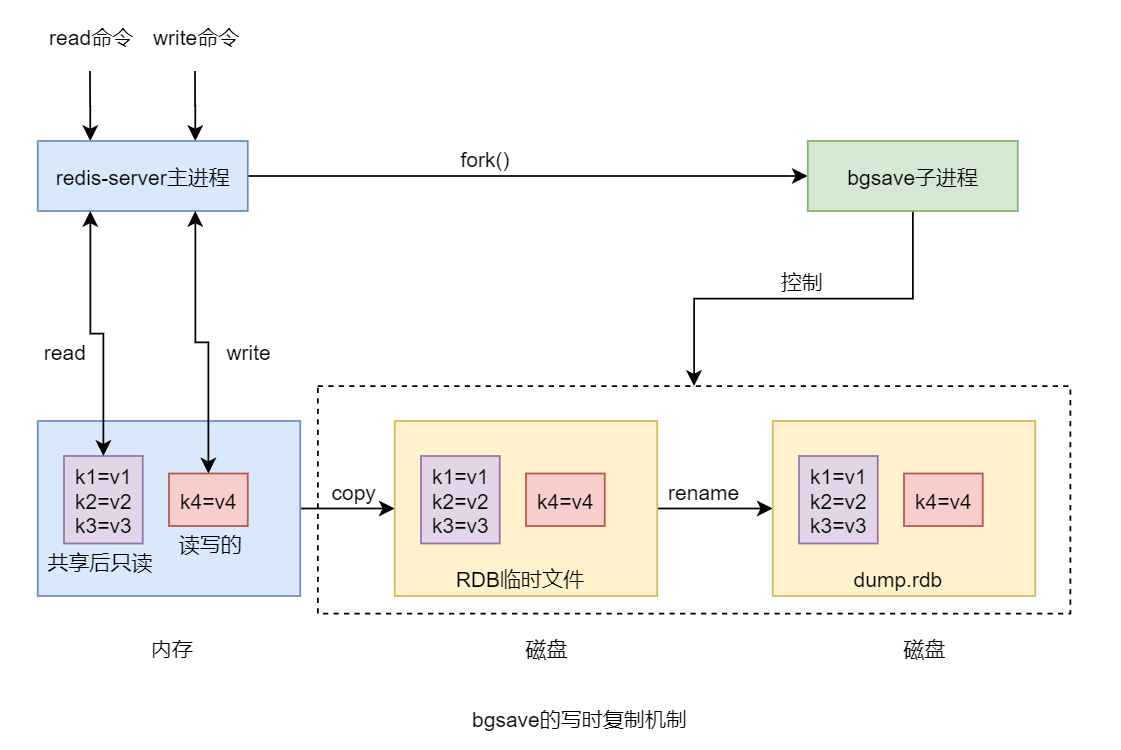 read命令
write命令
redis-server主进程
fork()
bgsave子进程
控制
read
write
k1=v1
k2=v2
k3=v3
共享后只读
k4=v4
读写的
copy
k1=v1
k2=v2
k3=v3
k4=v4
RDB临时文件
rename
k1=v1
k2=v2
k3=v3
k4=v4
dump.rdb
内存
磁盘
磁盘
bgsave的写时复制机制